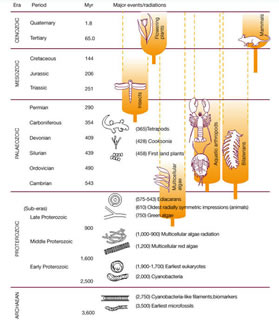 Era Period Myr Major events/radiations
CENOZOIC
Quaternary 1.8
Tertiary 65.0
Flowering plants
Mammals
MESOZOIC
Cretaceous 144
Jurassic 206
Triassic 251
Insects
PALAEOZOIC
Permian 290
Carboniferous 354
Devonian 409
Silurian 439
Ordovician 490
Cambrian 543
(365)Tetrapods
(428) Cooksonia
(458) First land plants
Multicellular algae
Aquatic arthropods
PROTEROZOIC
(Sub-eras)
Late Proterozoic
900
Middle Proterozoic
1,600
Early Proterozoic
2,500
(575-543) Ediacarans
(610) Oldest radially symmetric impressions (animals)
(750) Green algae
(1,000-900) Multicellular algae radiation
(1,200) Multicellular red algae
(1,900-1,700) Earliest eukaryotes
(2,000) Cyanobacteria
ARCHAEAN
3,600
(2,750) Cyanobacteria-like filaments, biomarkers
(3,500) Earliest microfossils